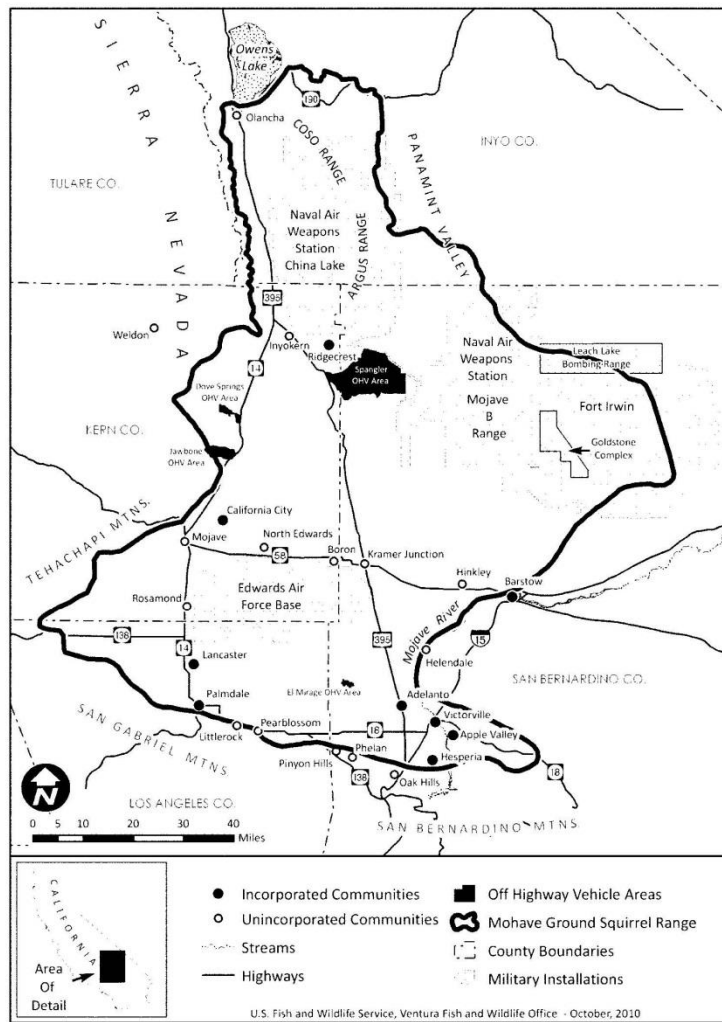 SIERRA NEVADA
Owens
Lake
190
Olancha
COSO RANGE
INYO CO.
PANAMINT VALLEY
TULARE CO.
Naval Air
Weapons
Station
China Lake
ARGUS RANGE
395
Weldon
Inyokern
Ridgecrest
Naval Air
Weapons
Station
Mojave
B
Range
Leach Lake
Bombing Range
14
Spangler
OHV Area
Dove Springs
OHV Area
Fort Irwin
Goldstone
Complex
KERN CO.
Jawbone
OHV Area
California City
TEHACHAPI MTNS.
Mojave
North Edwards
58
Boron
Kramer Junction
Hinkley
Barstow
Rosamond
Edwards Air
Force Base
Mojave River
138
14
395
15
Helendale
Lancaster
SAN BERNARDINO CO.
El Mirage OHV Area
Adelanto
Palmdale
Victorville
SAN GABRIEL MTNS.
Littlerock
Pearblossom
18
Apple Valley
Phelan
Pinyon Hills
Hesperia
138
Oak Hills
18
N
LOS ANGELES CO.
SAN BERNARDINO MTNS.
0 5 10 20 30 40
Miles
CALIFORNIA
Area
Of
Detail
Incorporated Communities
Unincorporated Communities
Streams
Highways
Off Highway Vehicle Areas
Mohave Ground Squirrel Range
County Boundaries
Military Installations
U.S. Fish and Wildlife Service, Ventura Fish and Wildlife Office - October, 2010